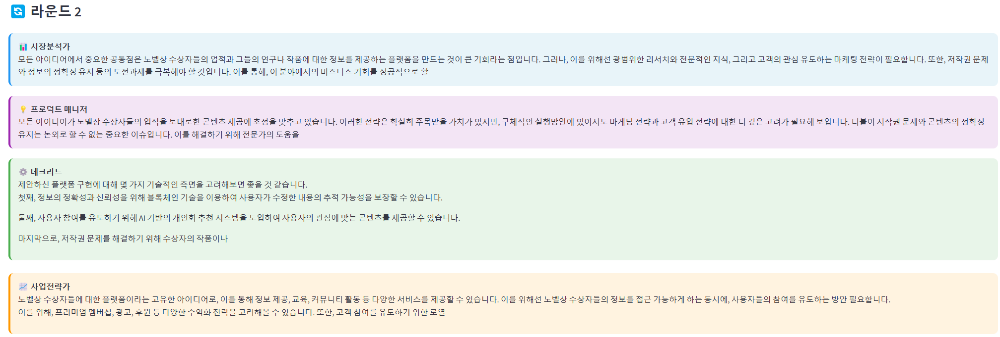 라운드 2
시장분석가
모든 아이디어에서 중요한 공통점은 노벨상 수상자들의 업적과 그들의 연구나 작품에 대한 정보를 제공하는 플랫폼을 만드는 것이 큰 기회라는 점입니다. 그러나, 이를 위해선 광범위한 리서치와 전문적인 지식, 그리고 고객의 관심 유도하는 마케팅 전략이 필요합니다. 또한, 저작권 문제
와 정보의 정확성 유지 등의 도전과제를 극복해야 할 것입니다. 이를 통해, 이 분야에서의 비즈니스 기회를 성공적으로 활
프로덕트 매니저
모든 아이디어가 노벨상 수상자들의 업적을 토대로한 콘텐츠 제공에 초점을 맞추고 있습니다. 이러한 전략은 확실히 주목받을 가치가 있지만, 구체적인 실행방안에 있어서도 마케팅 전략과 고객 유입 전략에 대한 더 깊은 고려가 필요해 보입니다. 더불어 저작권 문제와 콘텐츠의 정확성
유지는 논외로 할 수 없는 중요한 이슈입니다. 이를 해결하기 위해 전문가의 도움을
테크리드
제안하신 플랫폼 구현에 대해 몇 가지 기술적인 측면을 고려해보면 좋을 것 같습니다.
첫째, 정보의 정확성과 신뢰성을 위해 블록체인 기술을 이용하여 사용자가 수정한 내용의 추적 가능성을 보장할 수 있습니다.
둘째, 사용자 참여를 유도하기 위해 AI 기반의 개인화 추천 시스템을 도입하여 사용자의 관심에 맞는 콘텐츠를 제공할 수 있습니다.
마지막으로, 저작권 문제를 해결하기 위해 수상자의 작품이나
사업전략가
노벨상 수상자들에 대한 플랫폼이라는 고유한 아이디어로, 이를 통해 정보 제공, 교육, 커뮤니티 활동 등 다양한 서비스를 제공할 수 있습니다. 이를 위해선 노벨상 수상자들의 정보를 접근 가능하게 하는 동시에, 사용자들의 참여를 유도하는 방안 필요합니다.
이를 위해, 프리미엄 멤버십, 광고, 후원 등 다양한 수익화 전략을 고려해볼 수 있습니다. 또한, 고객 참여를 유도하기 위한 로열